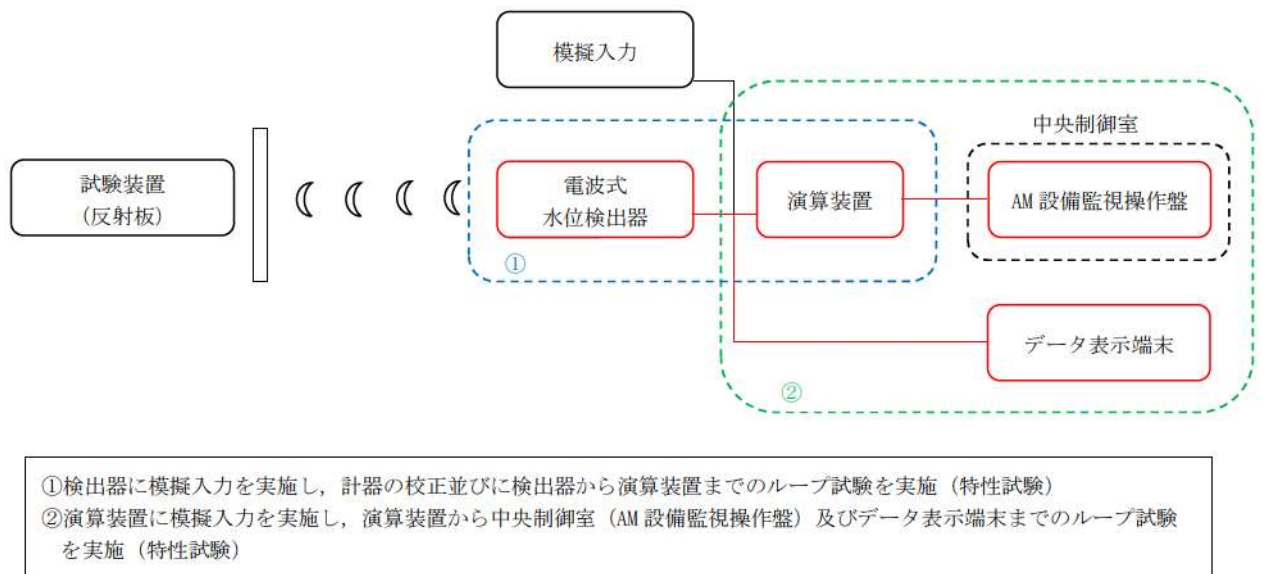 模擬入力
中央制御室
試験装置
(反射板)
電波式
水位検出器
演算装置
AM 設備監視操作盤
①
データ表示端末
②
①検出器に模擬入力を実施し，計器の校正並びに検出器から演算装置までのループ試験を実施（特性試験）
②演算装置に模擬入力を実施し，演算装置から中央制御室（AM 設備監視操作盤）及びデータ表示端末までのループ試験
を実施（特性試験）